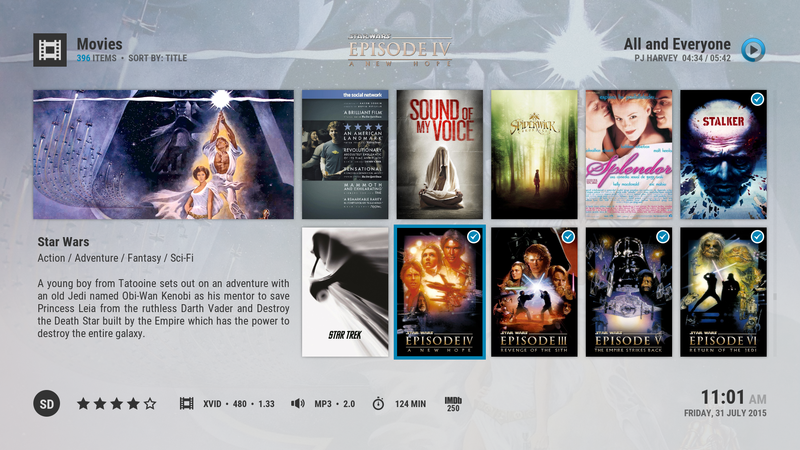 Movies
396 ITEMS • SORT BY: TITLE
STAR WARS
EPISODE IV
A NEW HOPE
All and Everyone
PJ HARVEY 04:34 / 05:42
the social network
A BRILLIANT FILM
AN AMERICAN
LANDMARK
REVOLUTIONARY
SENSATIONAL
MAMMOTH
SOUND OF
MY VOICE
SPIDERWICK
Splendor
STALKER
Star Wars
Action / Adventure / Fantasy / Sci-Fi
A young boy from Tatooine sets out on an adventure with
an old Jedi named Obi-Wan Kenobi as his mentor to save
Princess Leia from the ruthless Darth Vader and Destroy
the Death Star built by the Empire which has the power to
destroy the entire galaxy.
STAR TREK
STAR WARS
EPISODE IV
A NEW HOPE
STAR WARS
EPISODE III
REVENGE OF THE SITH
STAR WARS
EPISODE V
THE EMPIRE STRIKES BACK
STAR WARS
EPISODE VI
RETURN OF THE JEDI
SD
XVID • 480 • 1.33
MP3 • 2.0
124 MIN
IMDb
250
11:01 AM
FRIDAY, 31 JULY 2015